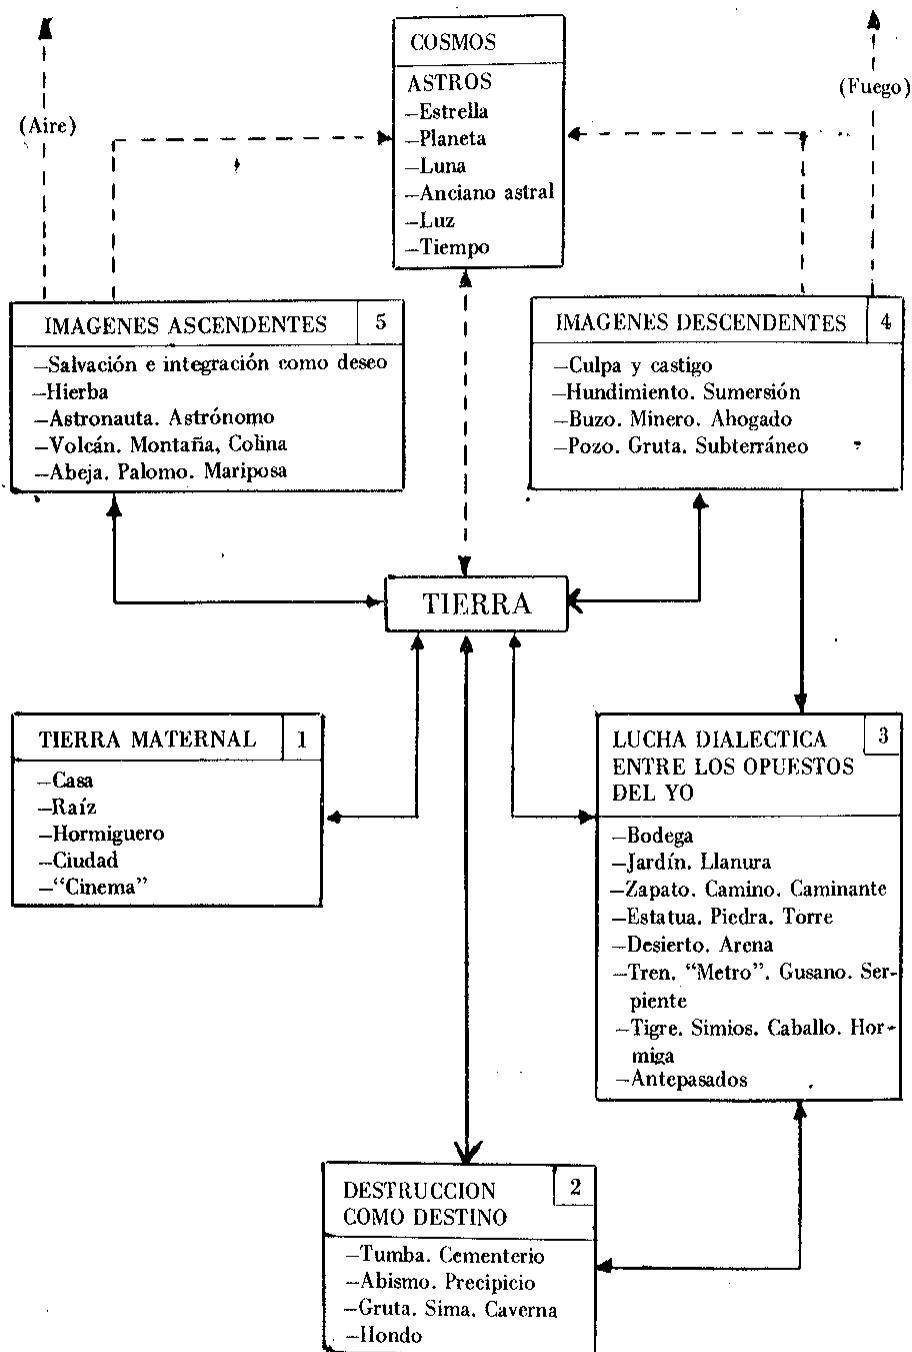 COSMOS
ASTROS
–Estrella
–Planeta
–Luna
–Anciano astral
–Luz
–Tiempo
(Aire)
(Fuego)
IMAGENES ASCENDENTES 5
–Salvación e integración como deseo
–Hierba
–Astronauta. Astrónomo
–Volcán. Montaña, Colina
–Abeja. Palomo. Mariposa
IMAGENES DESCENDENTES 4
–Culpa y castigo
–Hundimiento. Sumersión
–Buzo. Minero. Ahogado
–Pozo. Gruta. Subterráneo
TIERRA
TIERRA MATERNAL 1
–Casa
–Raíz
–Hormiguero
–Ciudad
–“Cinema”
LUCHA DIALECTICA 3
ENTRE LOS OPUESTOS
DEL YO
–Bodega
–Jardín. Llanura
–Zapato. Camino. Caminante
–Estatua. Piedra. Torre
–Desierto. Arena
–Tren. “Metro”. Gusano. Ser-
piente
–Tigre. Simios. Caballo. Hor-
miga
–Antepasados
DESTRUCCION 2
COMO DESTINO
–Tumba. Cementerio
–Abismo. Precipicio
–Gruta. Sima. Caverna
–Hondo